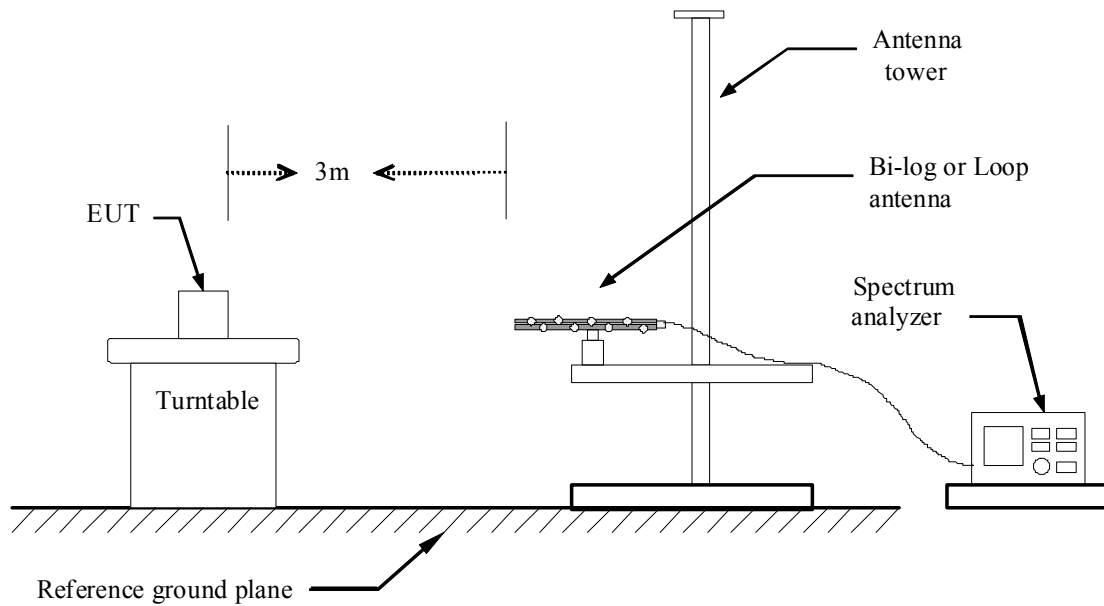 Antenna
tower
3m
Bi-log or Loop
antenna
EUT
Spectrum
analyzer
Turntable
Reference ground plane